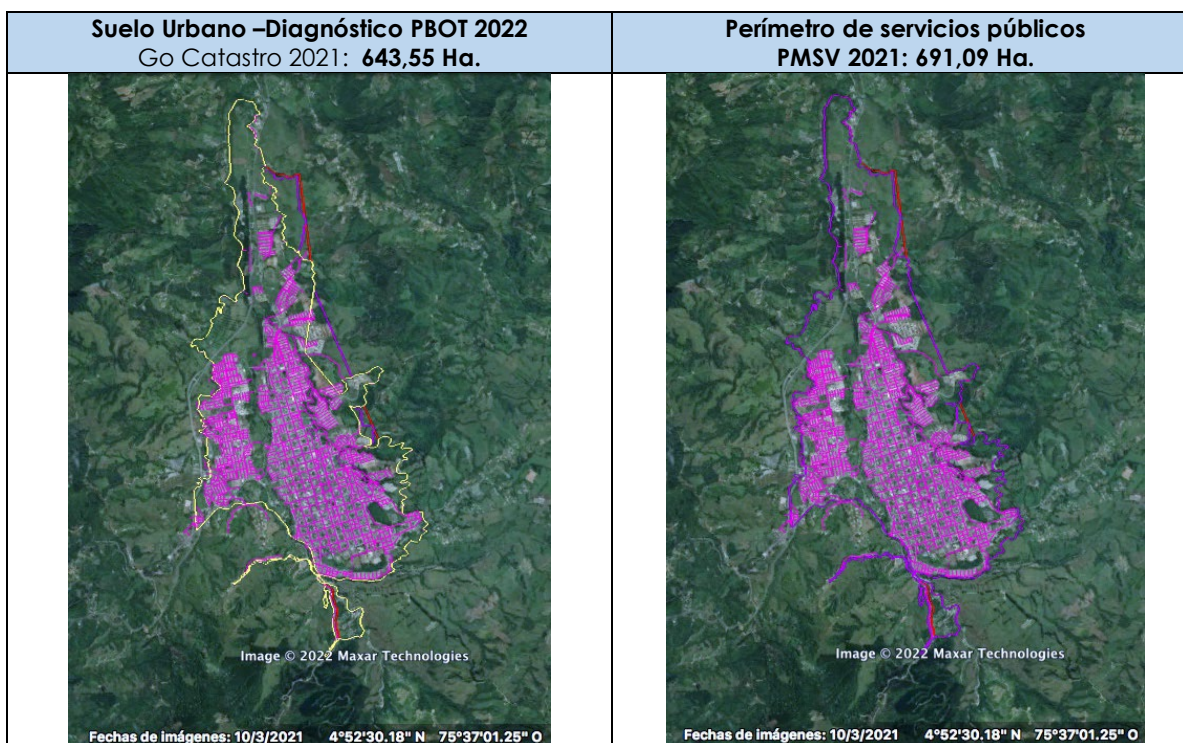 Suelo Urbano –Diagnóstico PBOT 2022
Go Catastro 2021: 643,55 Ha.
Perímetro de servicios públicos
PMSV 2021: 691,09 Ha.
Image © 2022 Maxar Technologies
Fechas de imágenes: 10/3/2021 4°52'30.18" N 75°37'01.25" O
Image © 2022 Maxar Technologies
Fechas de imágenes: 10/3/2021 4°52'30.18" N 75°37'01.25" O